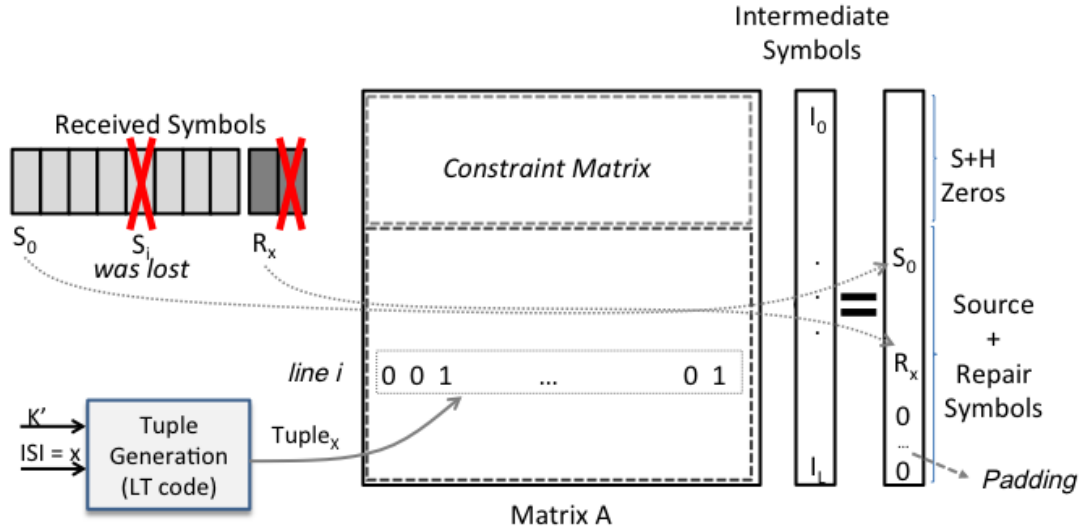 Intermediate
Symbols
Received Symbols
S0
Si
was lost
Rx
Constraint Matrix
I0
.
.
.
IL
S+H
Zeros
S0
Rx
0
...
0
Source
+
Repair
Symbols
Padding
line i
0 0 1 ... 0 1
K’
ISI = x
Tuple
Generation
(LT code)
Tuplex
Matrix A
=